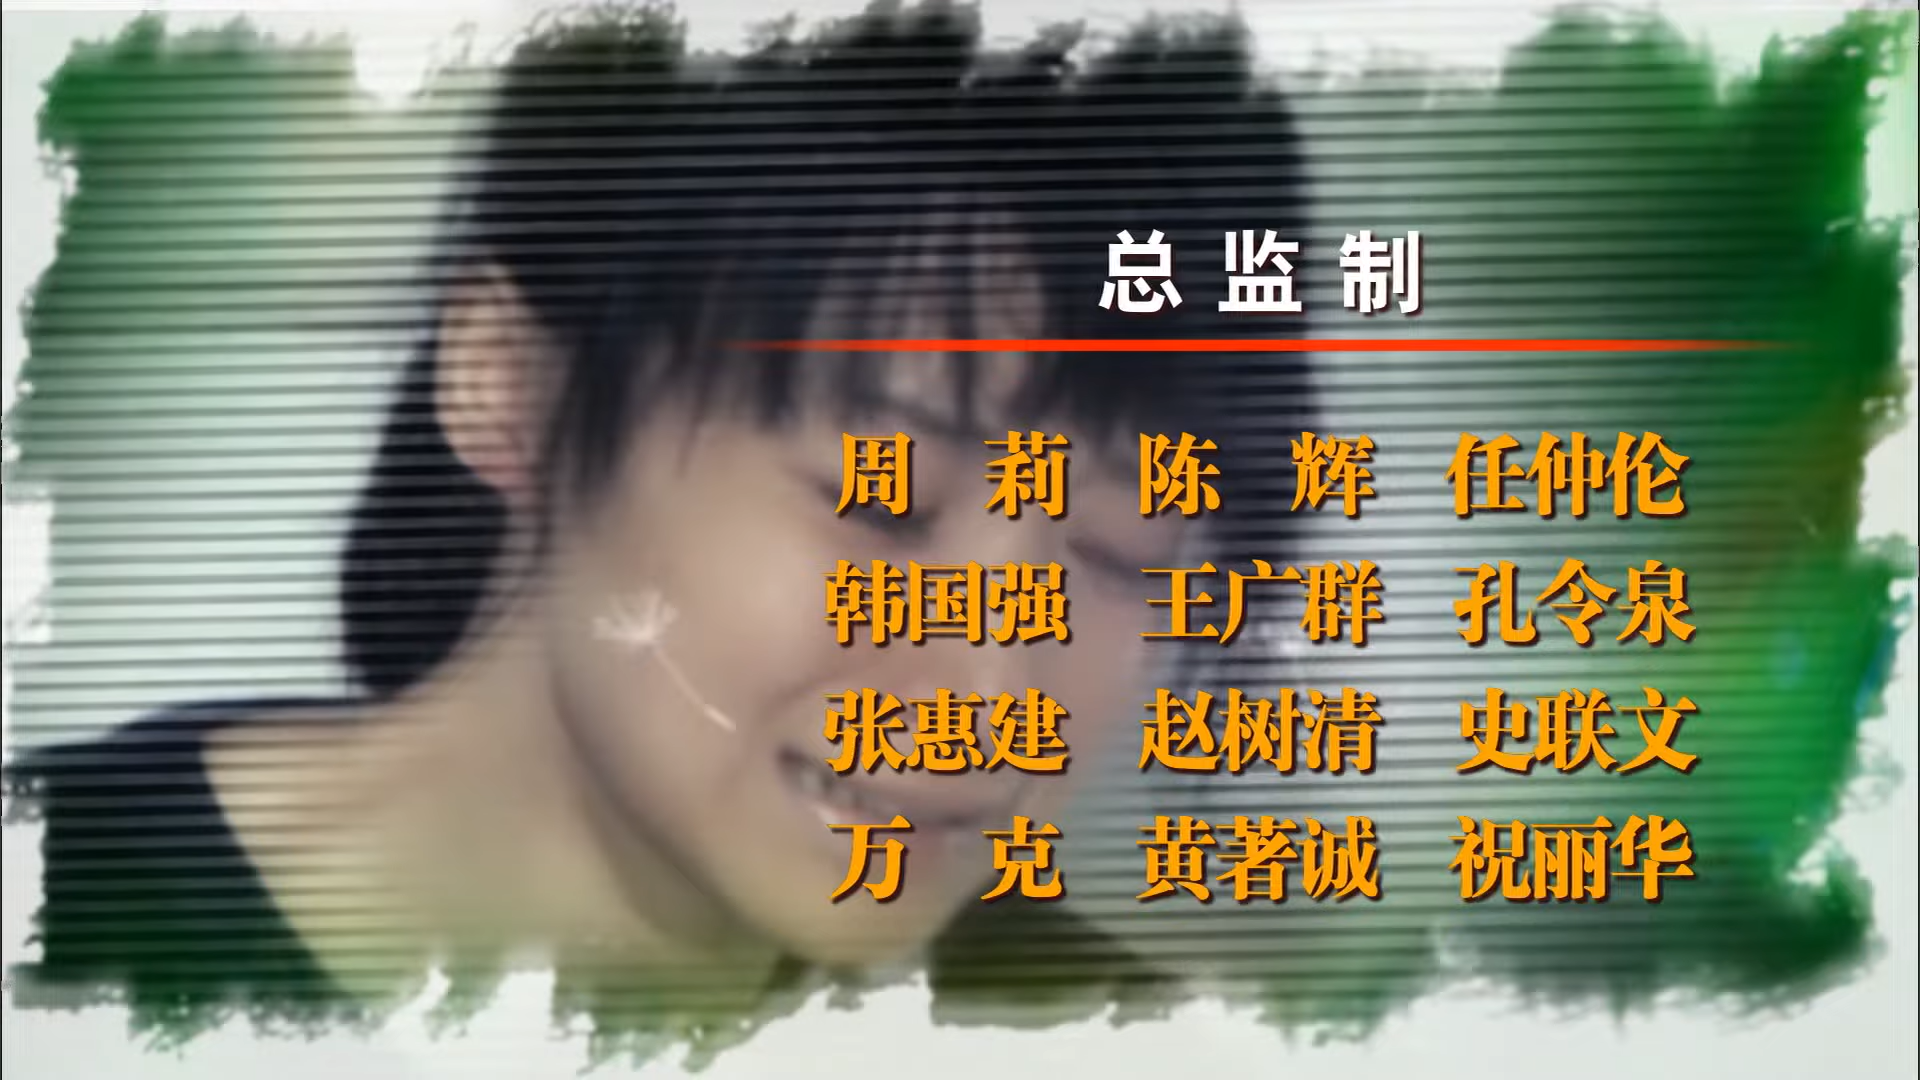 总监制
周莉 陈辉 任仲伦
韩国强 王广群 孔令泉
张惠建 赵树清 史联文
万克 黄著诚 祝丽华